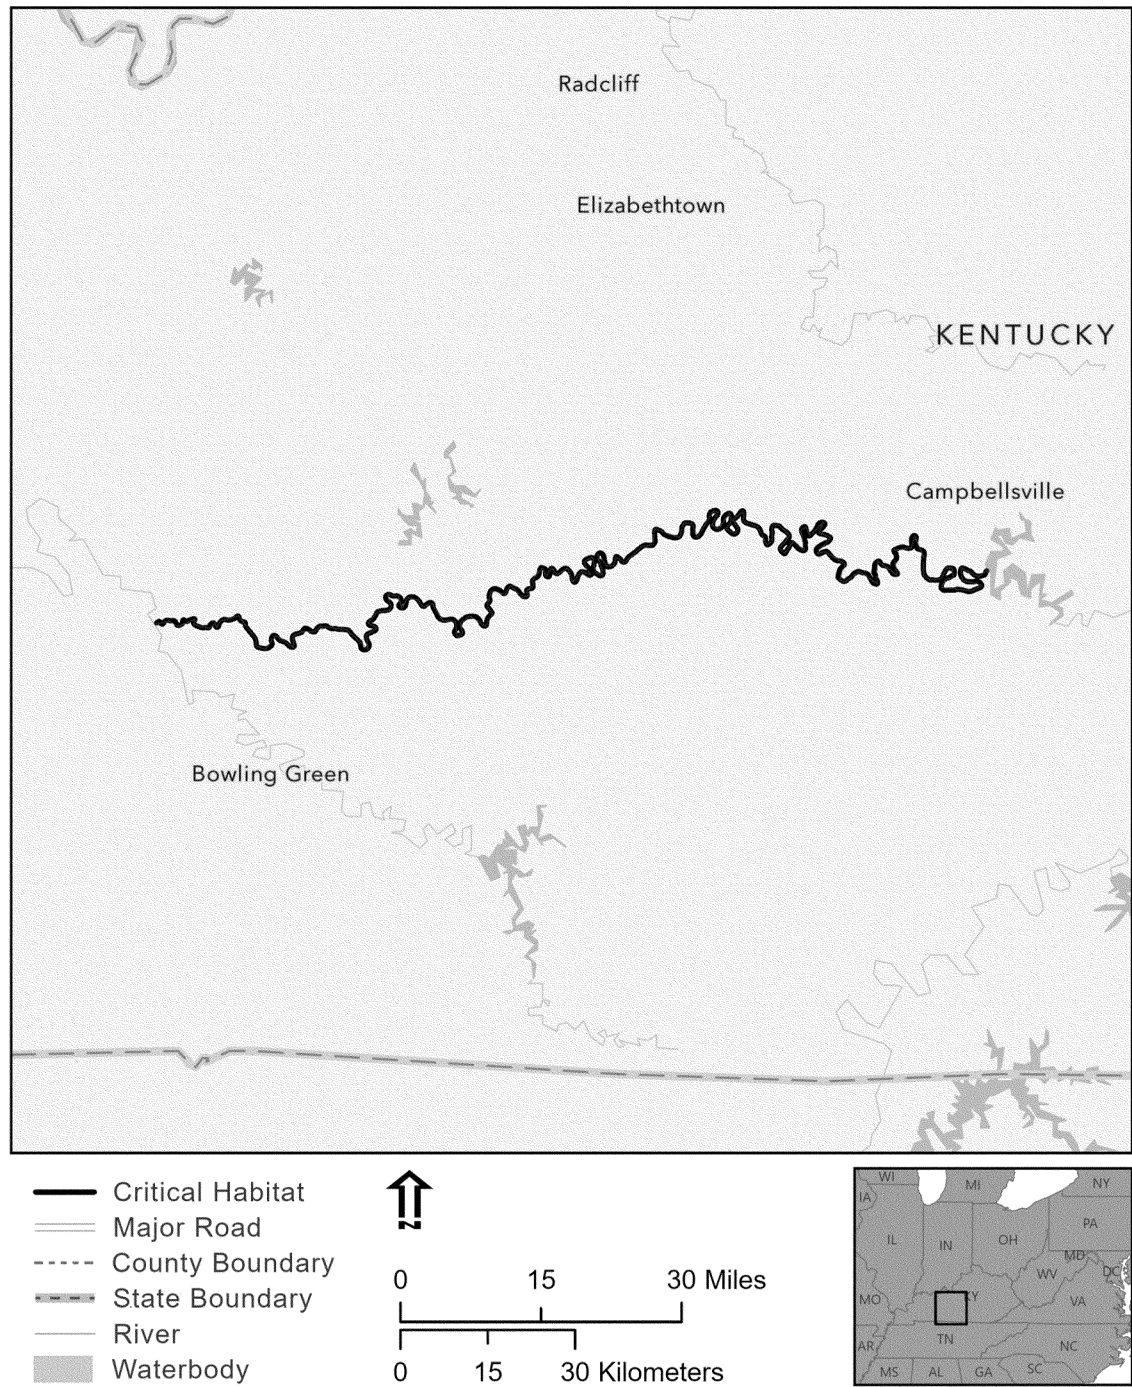 Radcliff
Elizabethtown
KENTUCKY
Campbellsville
Bowling Green
Critical Habitat
Major Road
County Boundary
State Boundary
River
Waterbody
N
0 15 30 Miles
0 15 30 Kilometers
WI
MI
NY
IA
PA
IL
IN
OH
MD
DC
WV
MO
KY
VA
AR
TN
NC
MS
AL
GA
SC